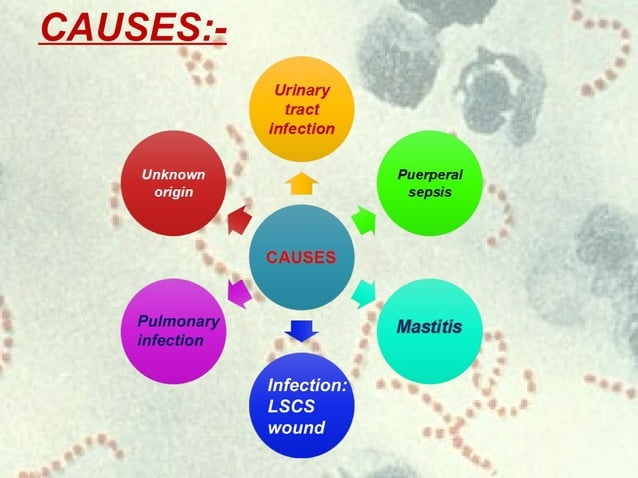 CAUSES:-
Urinary
tract
infection
Puerperal
sepsis
Mastitis
Infection:
LSCS
wound
Pulmonary
infection
Unknown
origin
CAUSES